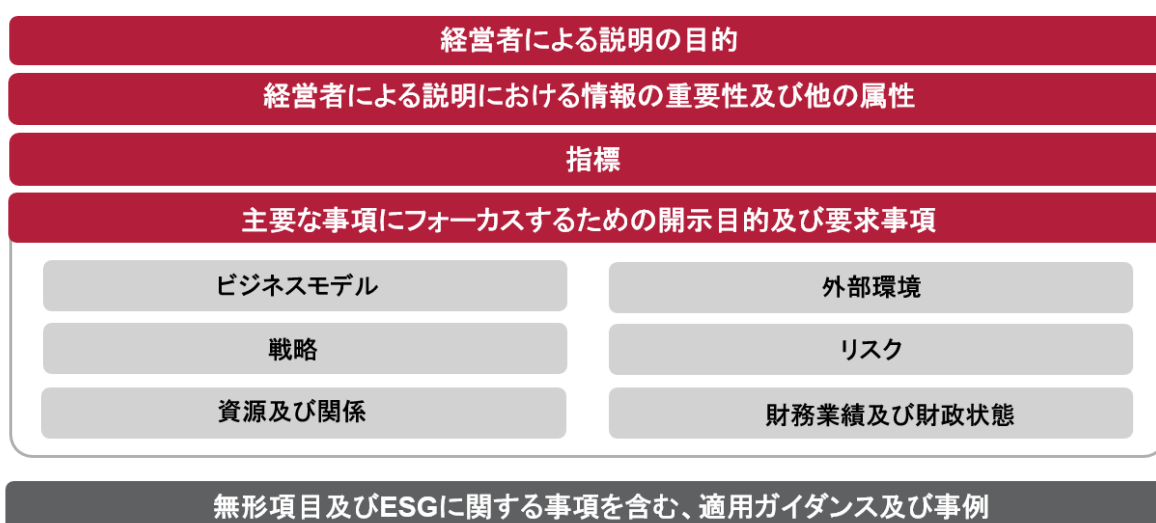 経営者による説明の目的
経営者による説明における情報の重要性及び他の属性
指標
主要な事項にフォーカスするための開示目的及び要求事項
ビジネスモデル
外部環境
戦略
リスク
資源及び関係
財務業績及び財政状態
無形項目及びESGに関する事項を含む、適用ガイダンス及び事例